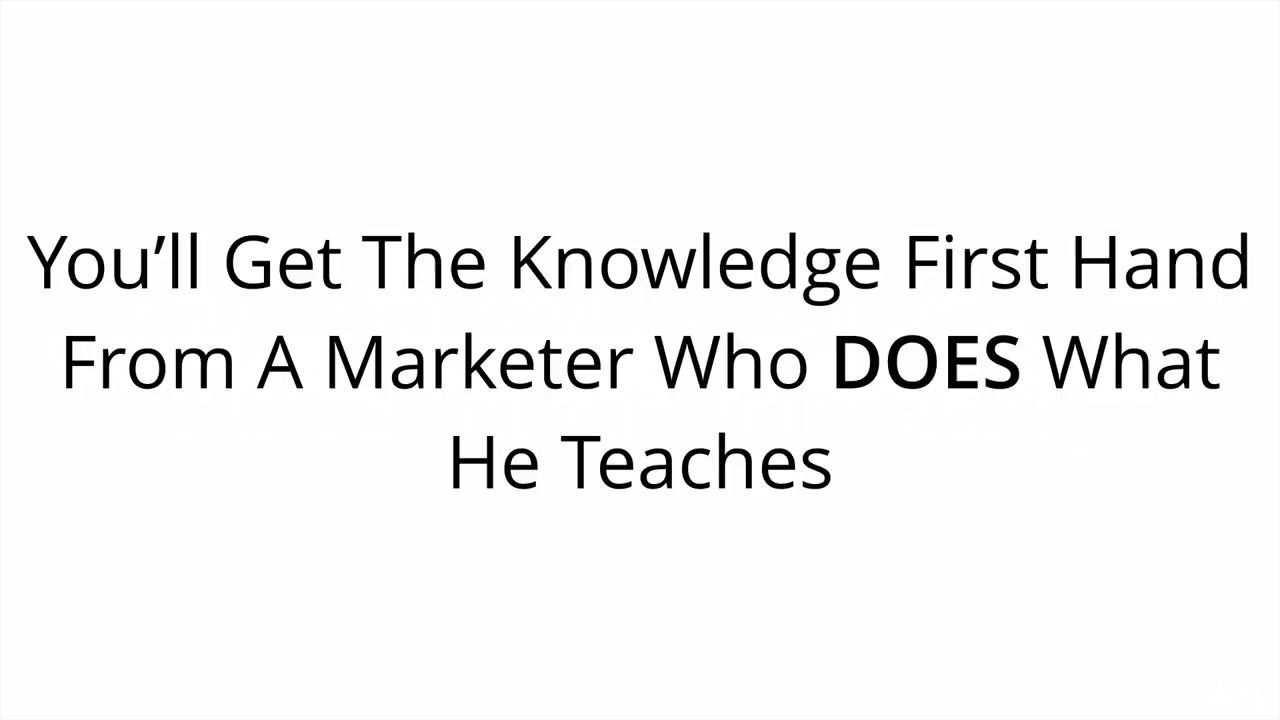 You’ll Get The Knowledge First Hand
From A Marketer Who DOES What
He Teaches